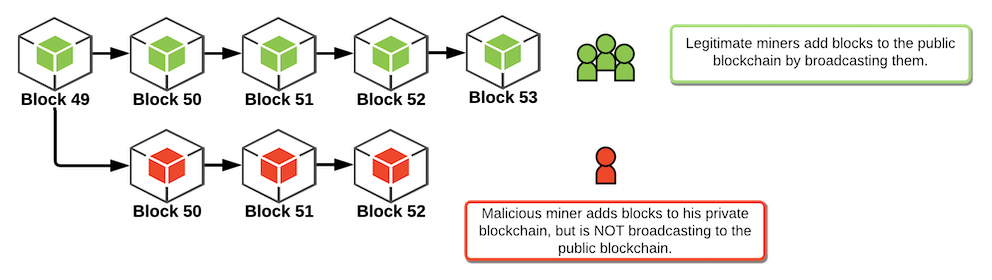 Legitimate miners add blocks to the public
blockchain by broadcasting them.
Block 49
Block 50
Block 51
Block 52
Block 53
Block 50
Block 51
Block 52
Malicious miner adds blocks to his private
blockchain, but is NOT broadcasting to the
public blockchain.